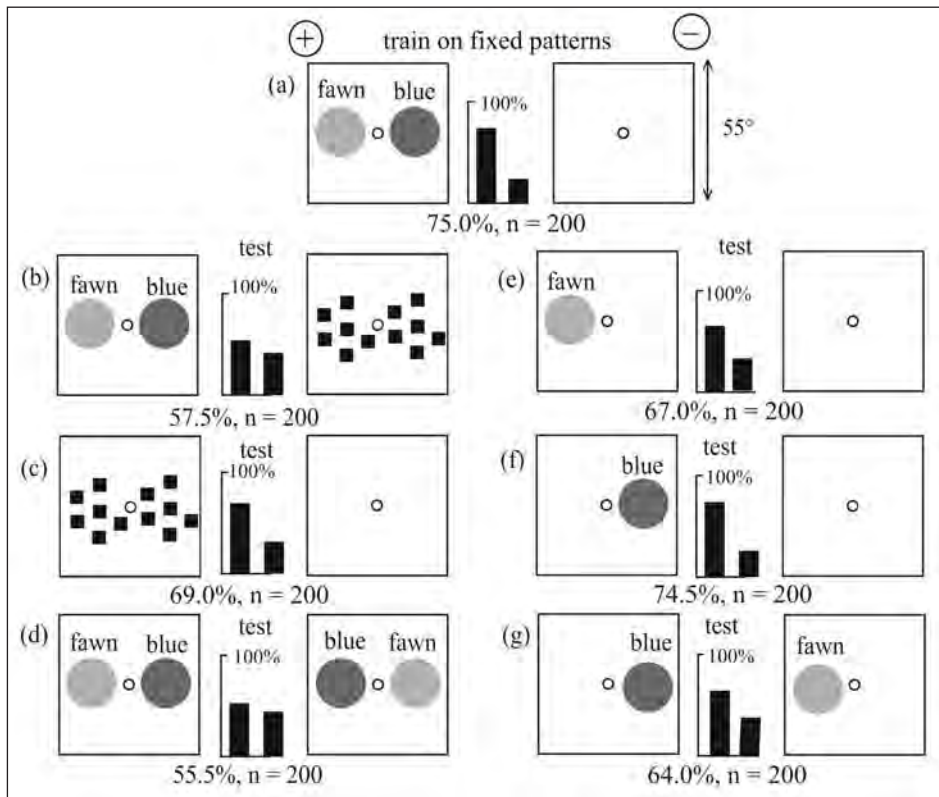 + train on fixed patterns −
(a)
fawn blue
100%
55°
75.0%, n = 200
(b)
test
fawn blue
100%
57.5%, n = 200
(e)
test
fawn
100%
67.0%, n = 200
(c)
test
100%
69.0%, n = 200
(f)
test
blue
100%
74.5%, n = 200
(d)
test
fawn blue
100%
blue fawn
55.5%, n = 200
(g)
test
blue
100%
fawn
64.0%, n = 200